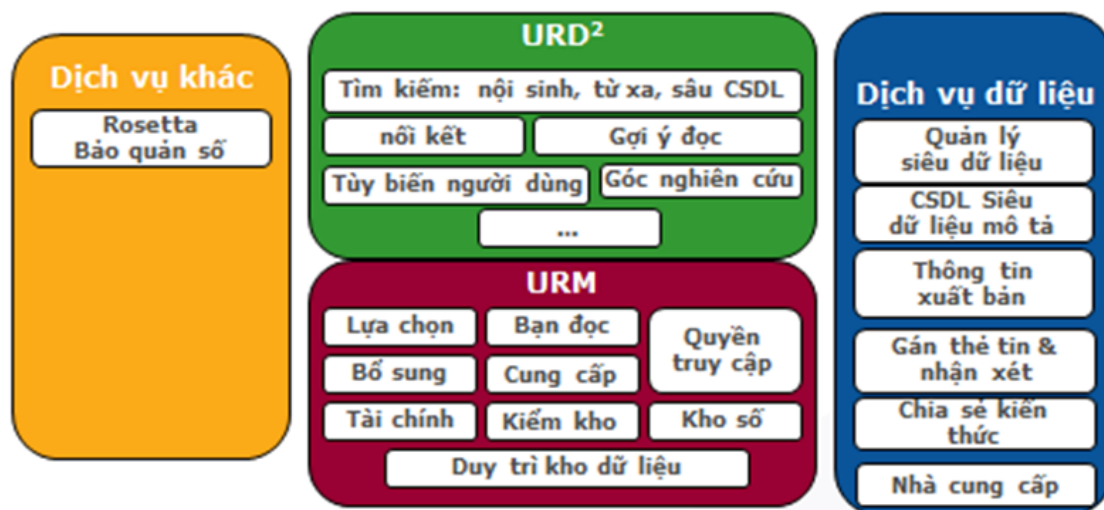 Dịch vụ khác
Rosetta
Bảo quản số
URD²
Tìm kiếm: nội sinh, từ xa, sâu CSDL
nối kết
Gợi ý đọc
Tùy biến người dùng
Góc nghiên cứu
...
URM
Lựa chọn
Bạn đọc
Quyền
truy cập
Bổ sung
Cung cấp
Tài chính
Kiểm kho
Kho số
Duy trì kho dữ liệu
Dịch vụ dữ liệu
Quản lý
siêu dữ liệu
CSDL Siêu
dữ liệu mô tả
Thông tin
xuất bản
Gán thẻ tin &
nhận xét
Chia sẻ kiến
thức
Nhà cung cấp